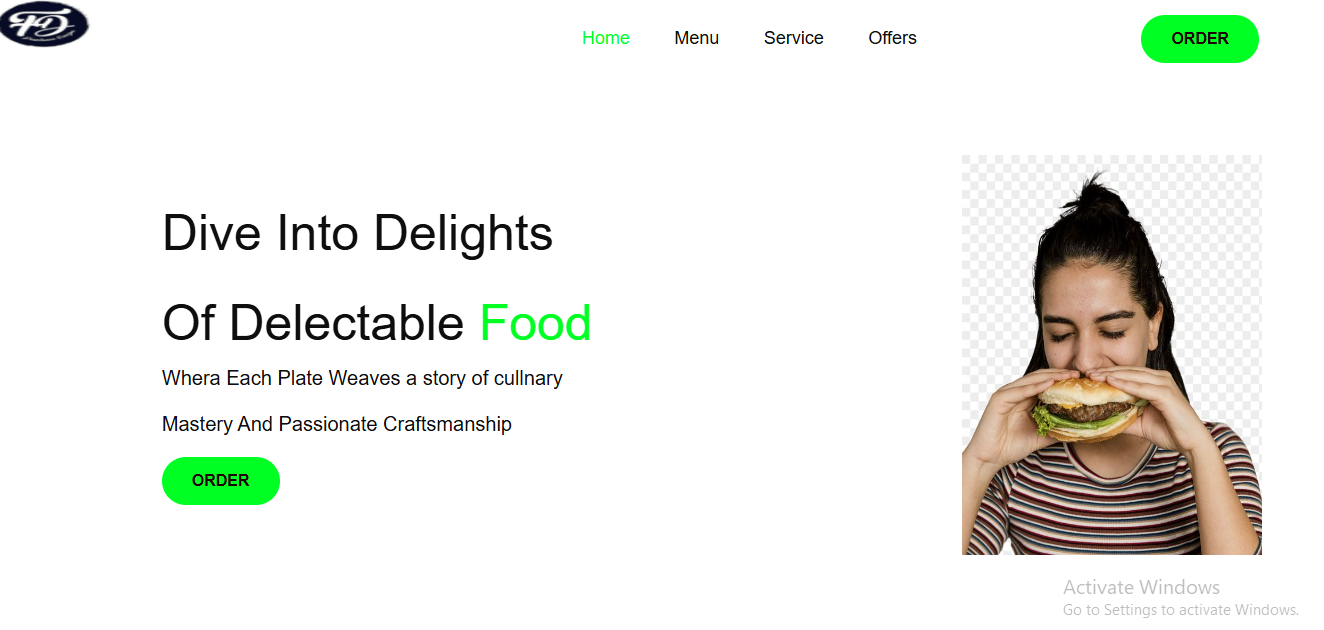 Home Menu Service Offers ORDER
Dive Into Delights
Of Delectable Food
Whera Each Plate Weaves a story of cullnary
Mastery And Passionate Craftsmanship
ORDER
Activate Windows
Go to Settings to activate Windows.